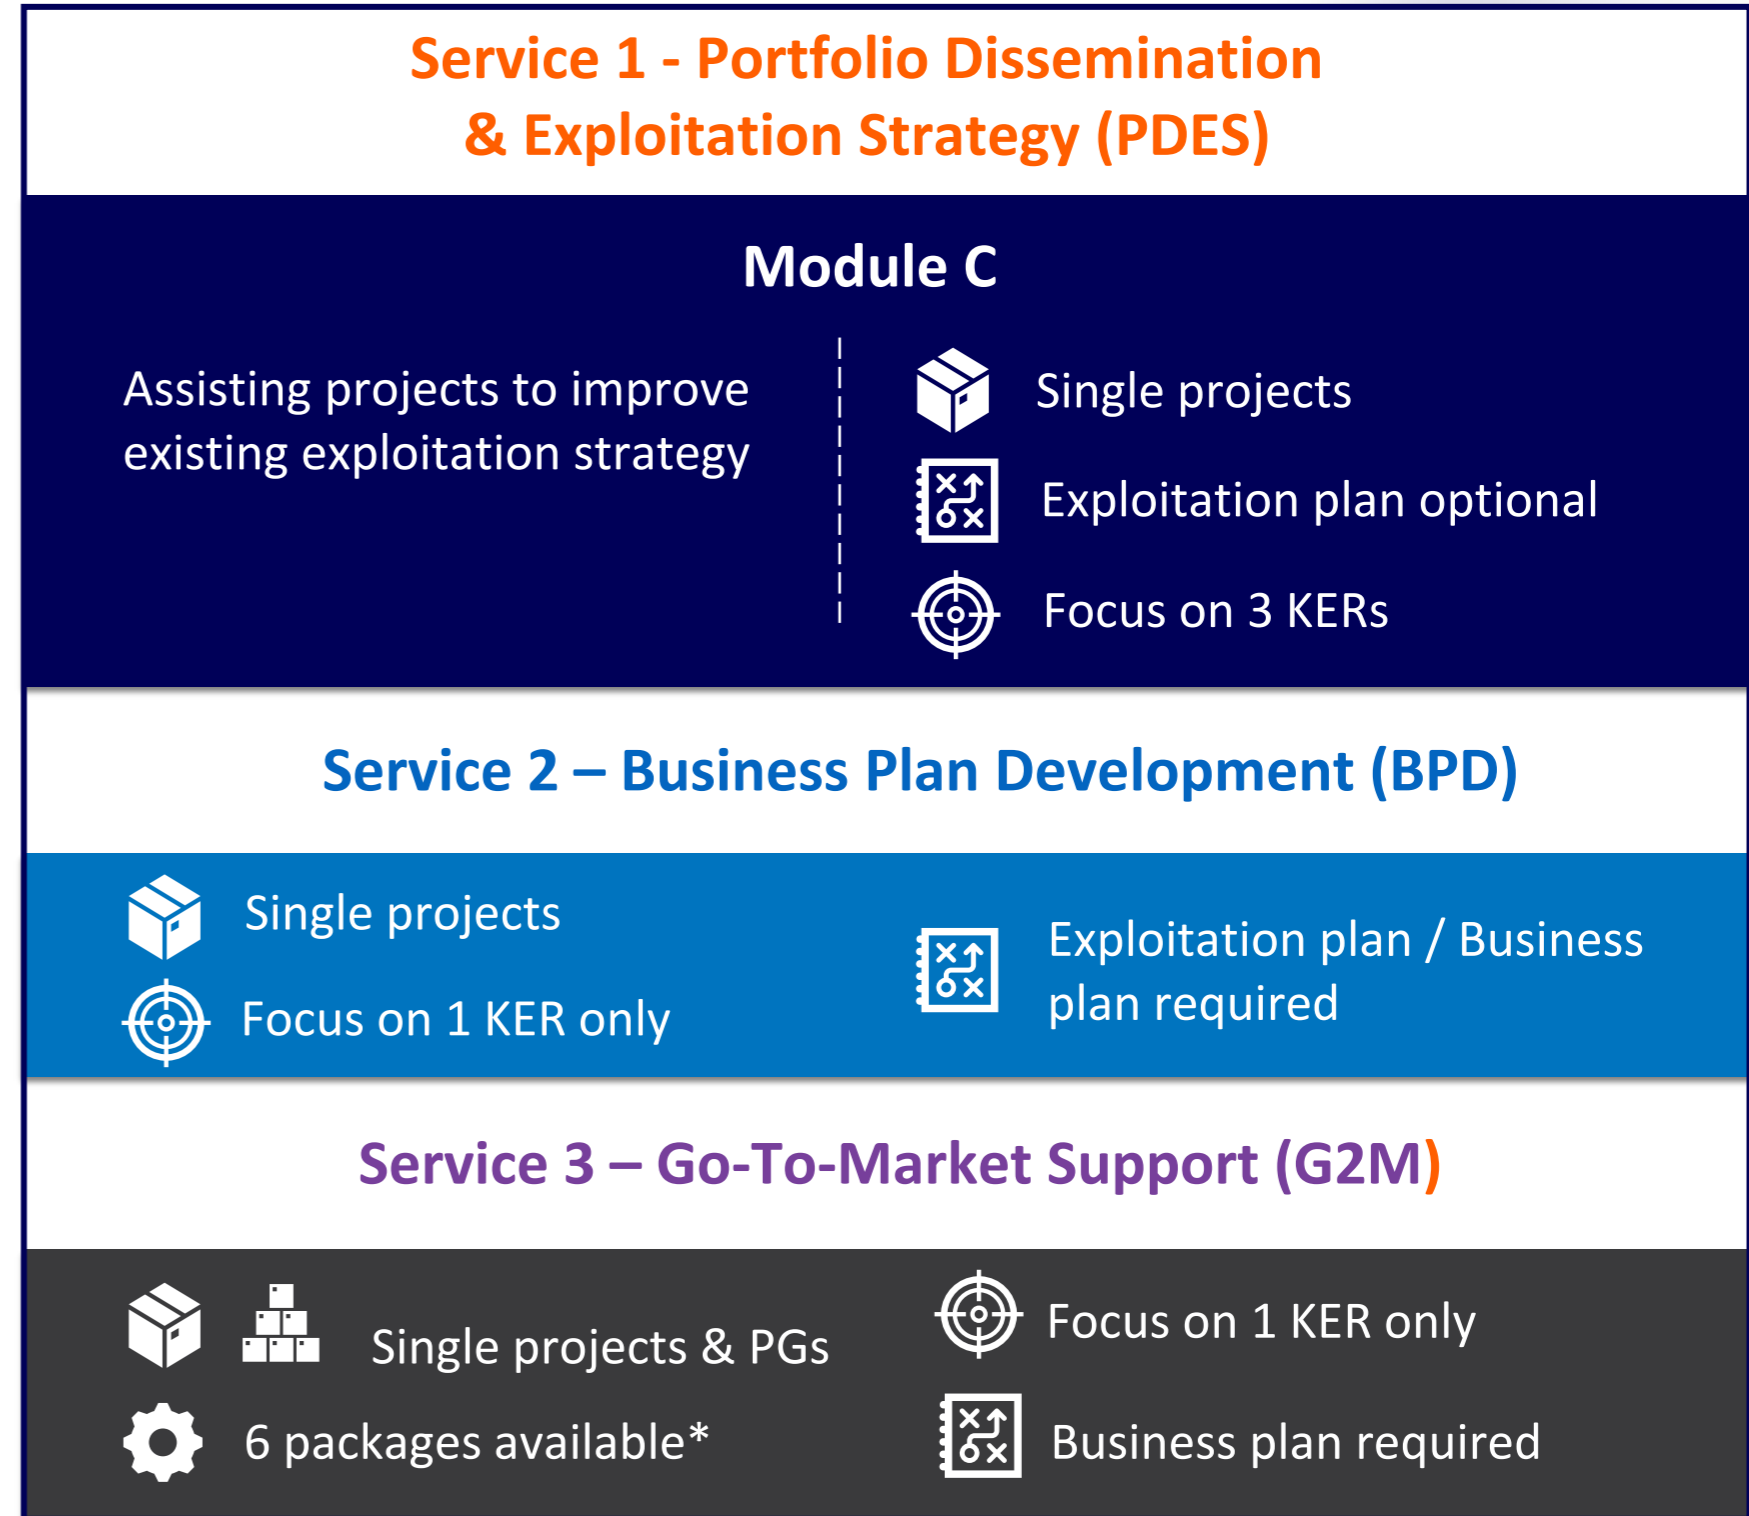 Service 1 - Portfolio Dissemination
& Exploitation Strategy (PDES)
Module C
Assisting projects to improve
existing exploitation strategy
Single projects
Exploitation plan optional
Focus on 3 KERs
Service 2 – Business Plan Development (BPD)
Single projects
Focus on 1 KER only
Exploitation plan / Business
plan required
Service 3 – Go-To-Market Support (G2M)
Single projects & PGs
6 packages available*
Focus on 1 KER only
Business plan required